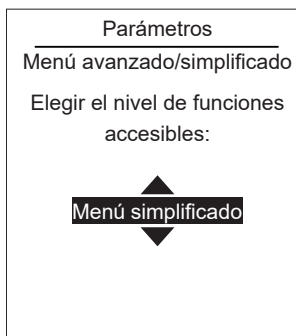 Parámetros
Menú avanzado/simplificado
Elegir el nivel de funciones
accesibles:
Menú simplificado